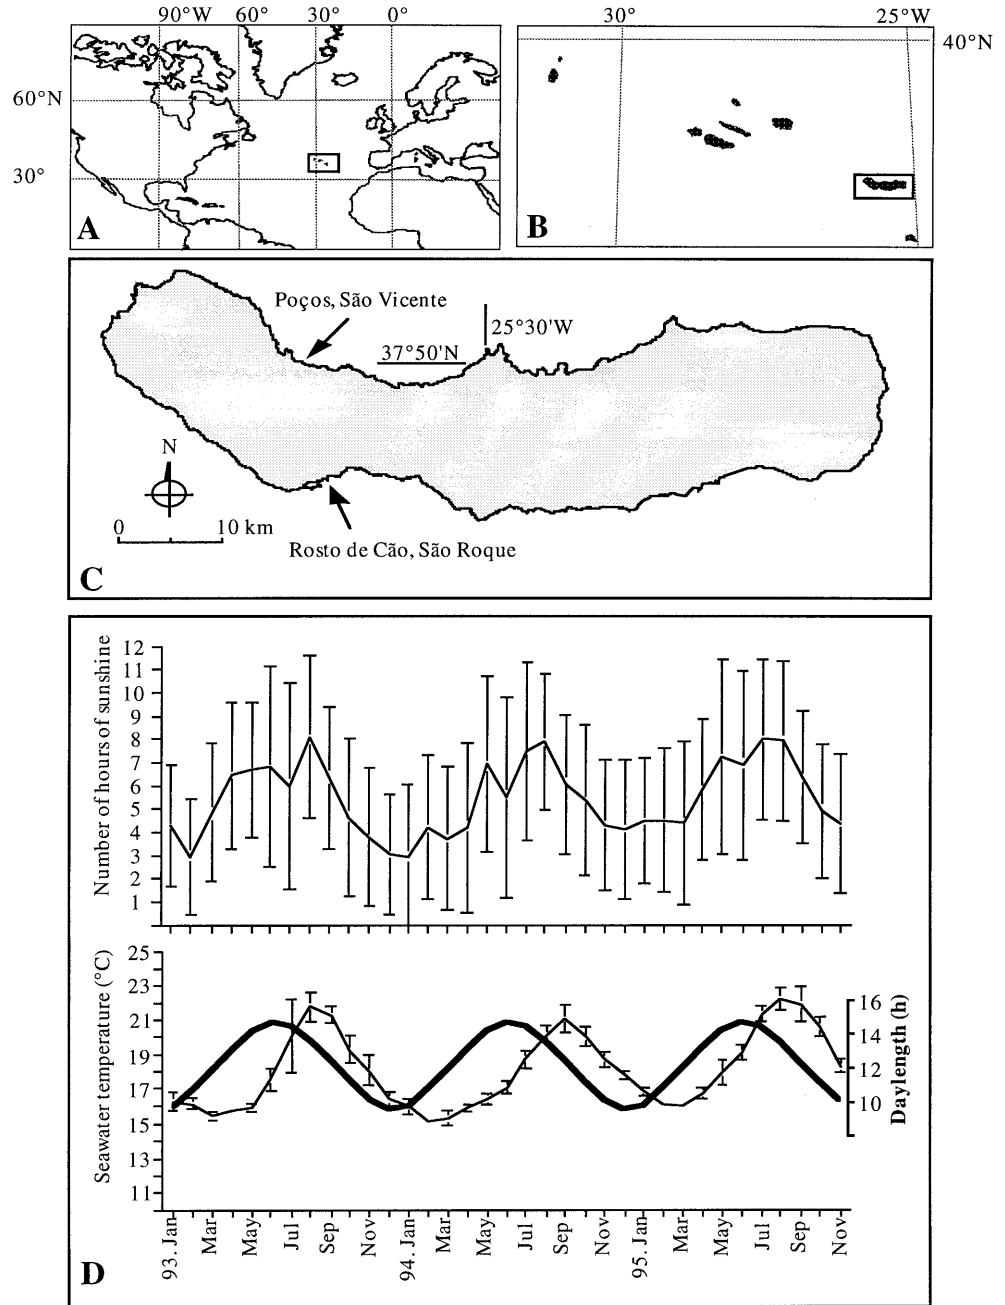 90°W 60° 30° 0°
60°N
30°
A
30° 25°W
40°N
B
Poços, São Vicente
25°30'W
37°50'N
N
0 10 km
Rosto de Cão, São Roque
C
Number of hours of sunshine
12
11
10
9
8
7
6
5
4
3
2
1
Seawater temperature (°C)
25
23
21
19
17
15
13
11
16
14
12
10
Daylength (h)
93. Jan Mar May Jul Sep Nov 94. Jan Mar May Jul Sep Nov 95. Jan Mar May Jul Sep Nov
D